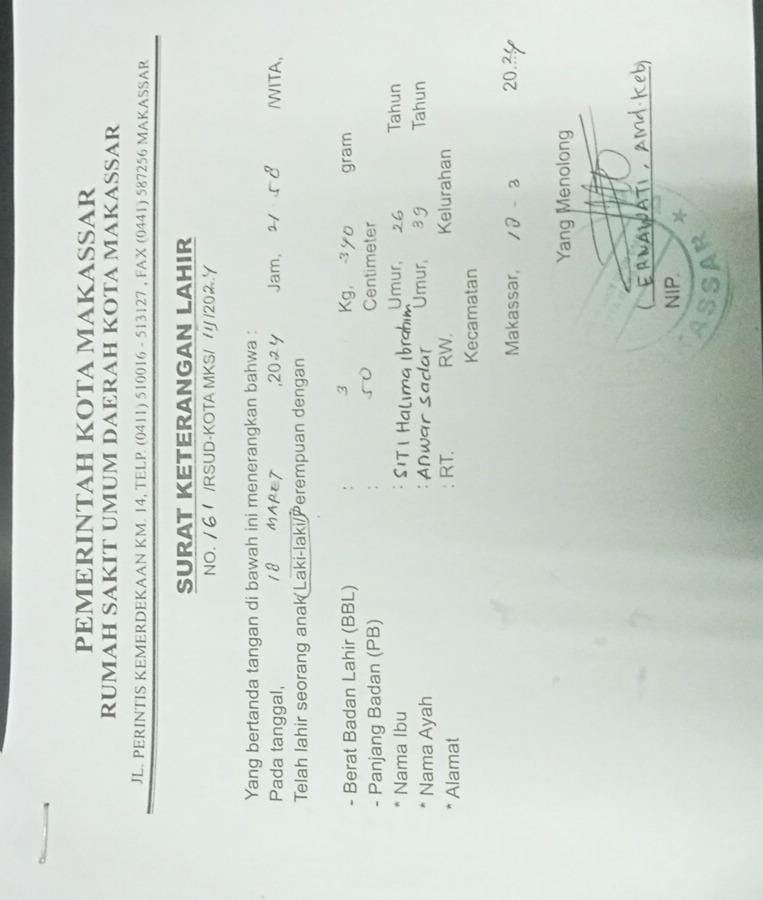 PEMERINTAH KOTA MAKASSAR
RUMAH SAKIT UMUM DAERAH KOTA MAKASSAR
JL. PERINTIS KEMERDEKAAN KM. 14, TELP. (0411) 510016 - 513127 , FAX (0441) 587256 MAKASSAR
SURAT KETERANGAN LAHIR
NO. 161 /RSUD-KOTA MKS/ III/202.4
Yang bertanda tangan di bawah ini menerangkan bahwa :
Pada tanggal, 18 MARET ,2024 Jam, 21.58 /WITA,
Telah lahir seorang anak(Laki-laki/Perempuan dengan
- Berat Badan Lahir (BBL) : 3 Kg, 340 gram
- Panjang Badan (PB) : 50 Centimeter
* Nama Ibu : SITI Halima Ibrahim Umur, 26 Tahun
* Nama Ayah : Anwar sadat Umur, 39 Tahun
* Alamat : RT. RW. Kelurahan
Kecamatan
Makassar, 18 - 3 20.24
Yang Menolong
( ERNAWATI , Amd.Keb)
NIP.
ASSAR